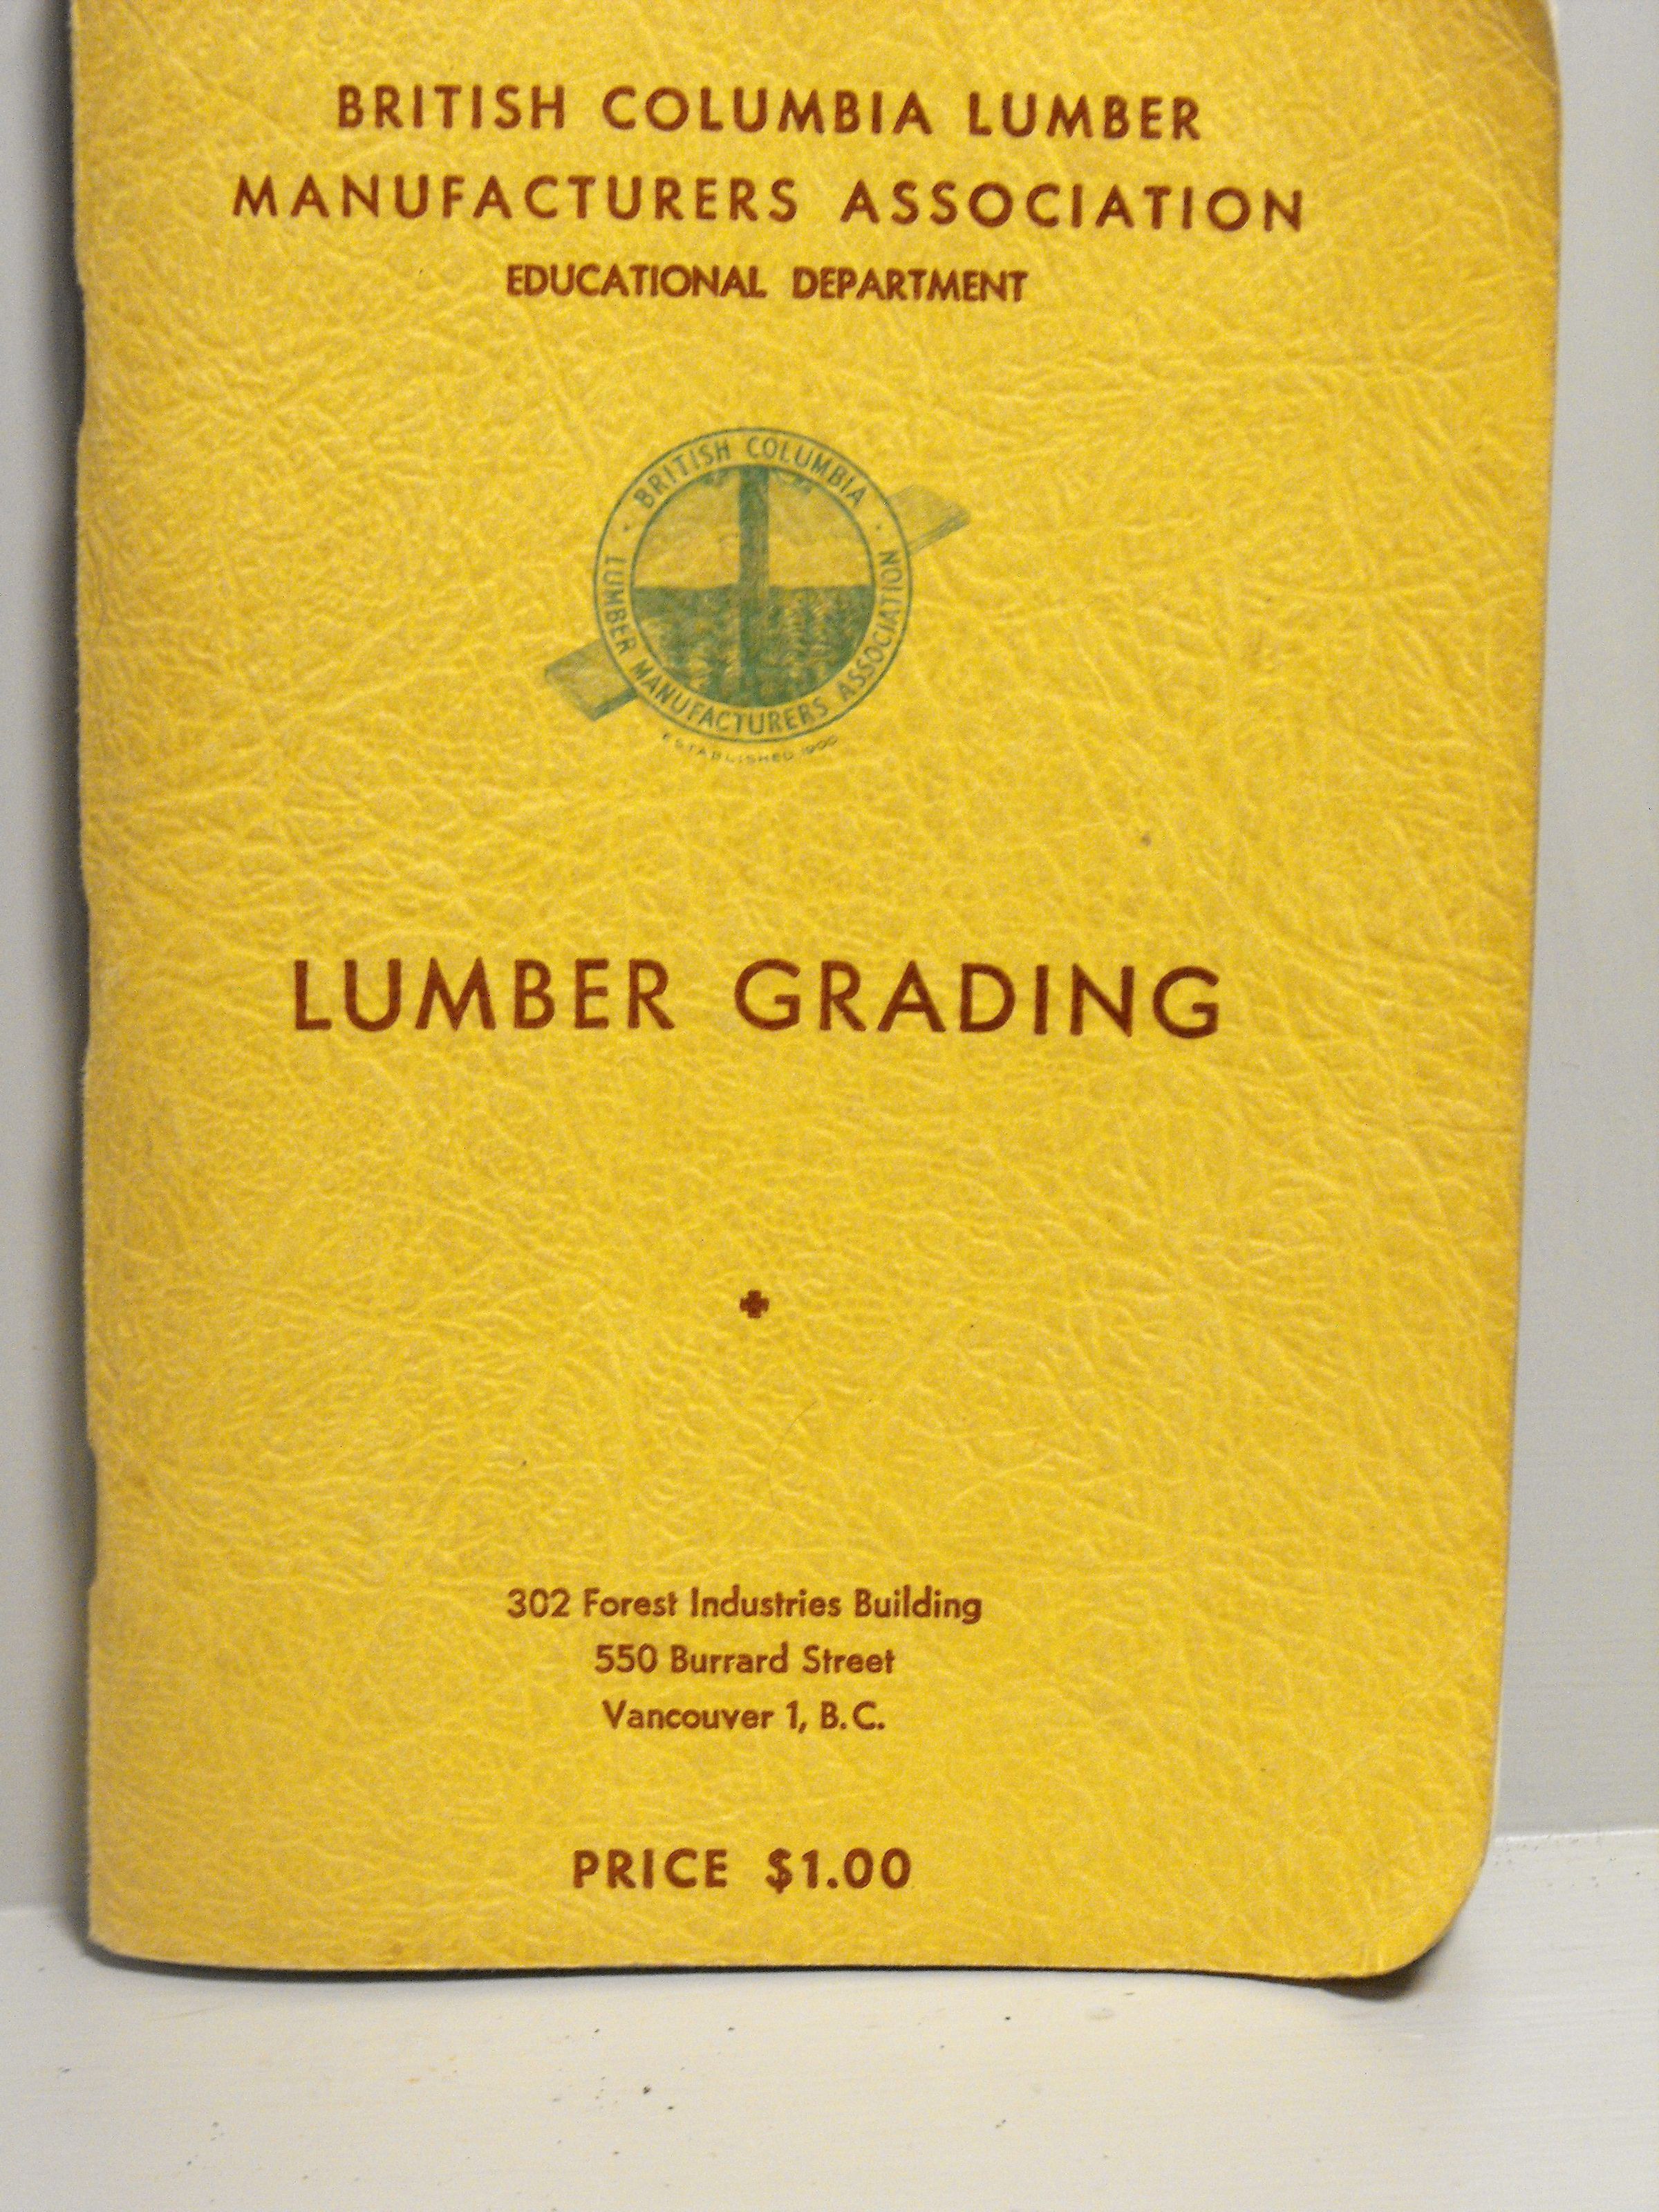 BRITISH COLUMBIA LUMBER
MANUFACTURERS ASSOCIATION
EDUCATIONAL DEPARTMENT
· BRITISH COLUMBIA ·
LUMBER MANUFACTURERS ASSOCIATION
ESTABLISHED
LUMBER GRADING
302 Forest Industries Building
550 Burrard Street
Vancouver 1, B.C.
PRICE $1.00